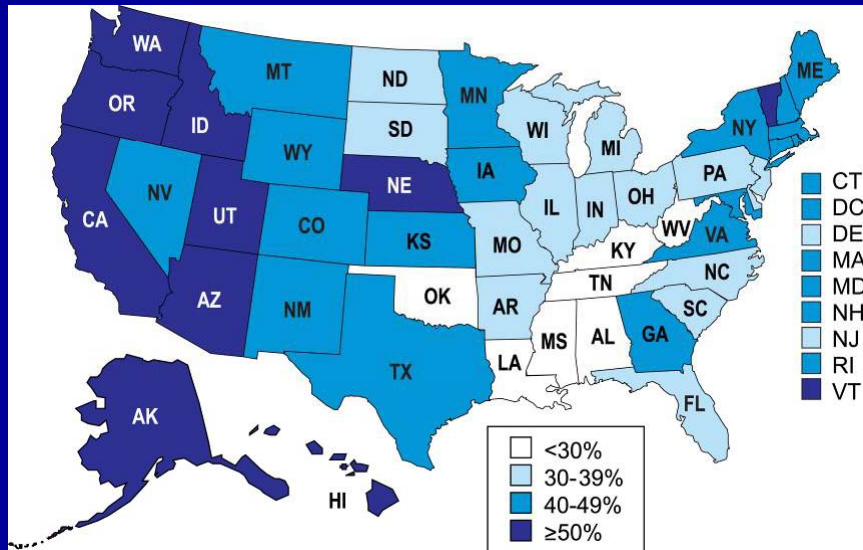 WA
MT
ND
MN
ME
OR
ID
SD
WI
NY
WY
MI
NV
NE
IA
PA
CA
UT
CO
IL
IN
OH
KS
MO
WV
VA
KY
AZ
NM
OK
AR
TN
NC
SC
TX
LA
MS
AL
GA
FL
AK
HI
CT
DC
DE
MA
MD
NH
NJ
RI
VT
<30%
30-39%
40-49%
≥50%